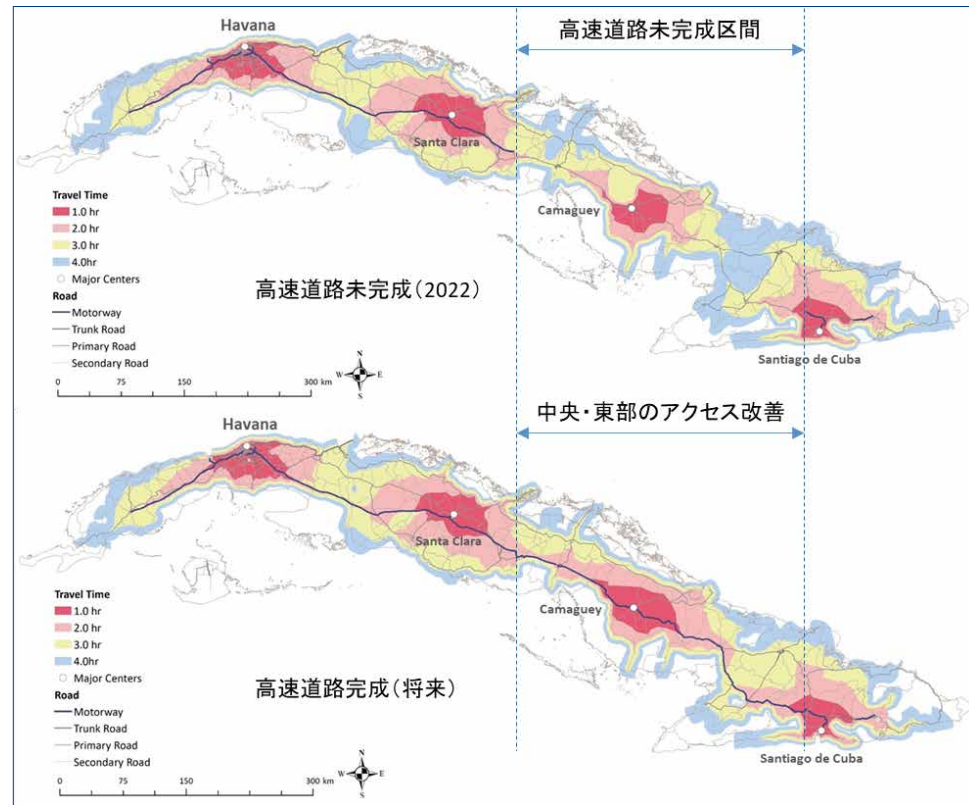 Havana
高速道路未完成区間
Santa Clara
Camaguey
Santiago de Cuba
Travel Time
1.0 hr
2.0 hr
3.0 hr
4.0hr
Major Centers
Road
Motorway
Trunk Road
Primary Road
Secondary Road
高速道路未完成（2022）
N
W E
S
0 75 150 300 km
中央・東部のアクセス改善
Havana
Santa Clara
Camaguey
Santiago de Cuba
Travel Time
1.0 hr
2.0 hr
3.0 hr
4.0hr
Major Centers
Road
Motorway
Trunk Road
Primary Road
Secondary Road
高速道路完成（将来）
N
W E
S
0 75 150 300 km